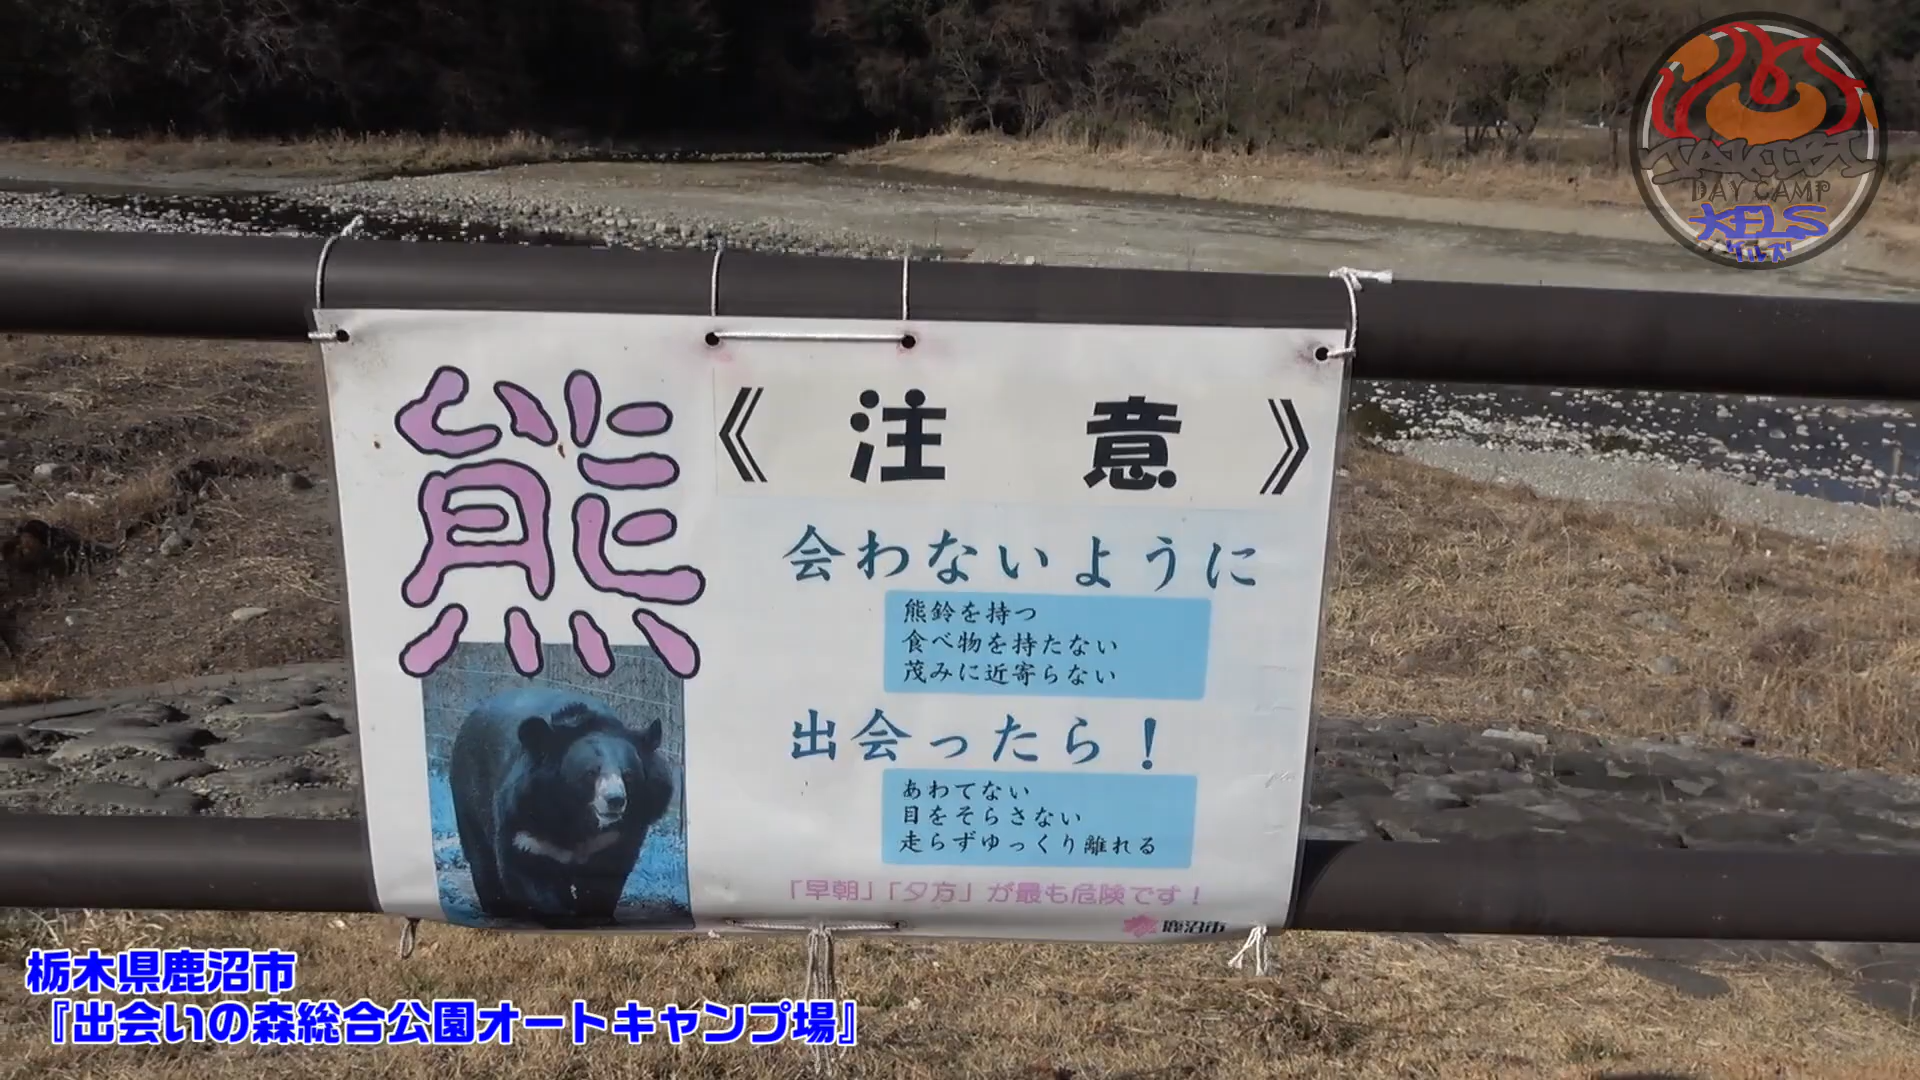 熊
《注意》
会わないように
熊鈴を持つ
食べ物を持たない
茂みに近寄らない
出会ったら！
あわてない
目をそらさない
走らずゆっくり離れる
「早朝」「夕方」が最も危険です！
鹿沼市
栃木県鹿沼市
『出会いの森総合公園オートキャンプ場』
TAKIBI
DAY CAMP
KELS
ケルズ